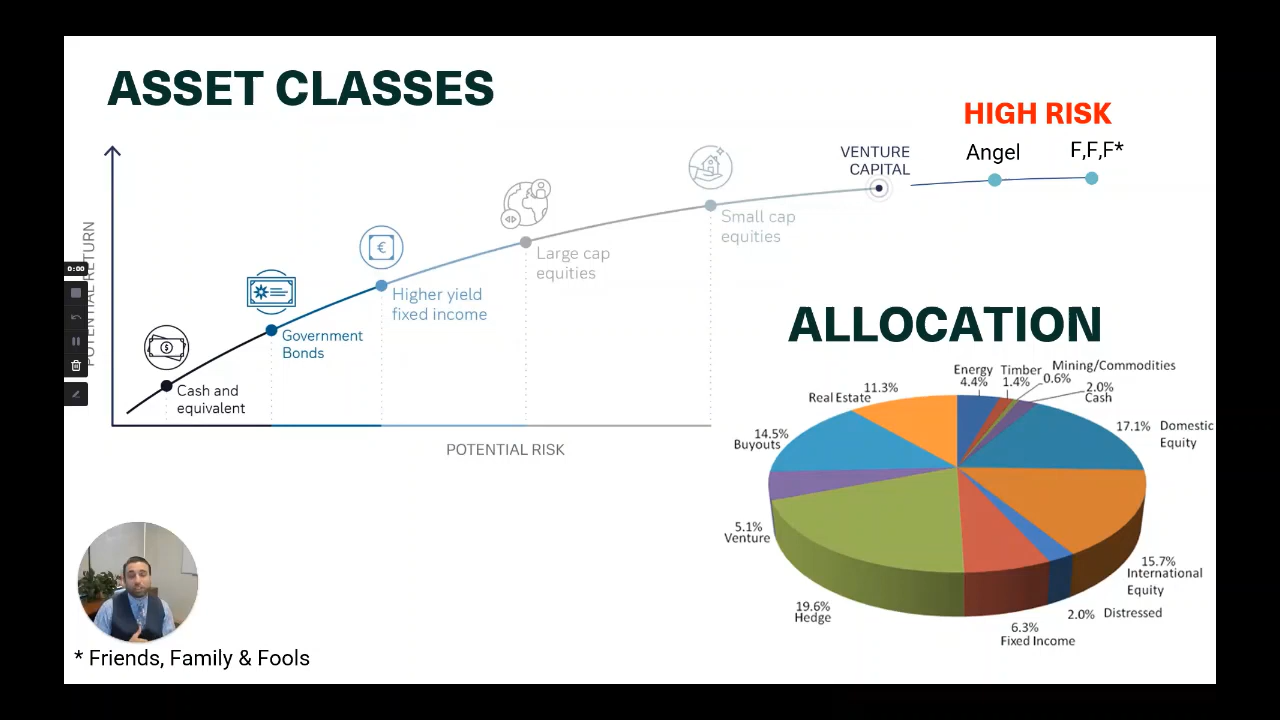 ASSET CLASSES
HIGH RISK
Angel
F,F,F*
VENTURE
CAPITAL
Small cap
equities
Large cap
equities
Higher yield
fixed income
Government
Bonds
Cash and
equivalent
POTENTIAL RETURN
POTENTIAL RISK
0:00
$
€
ALLOCATION
Energy
4.4%
Timber
1.4%
Mining/Commodities
0.6%
2.0%
Cash
17.1% Domestic
Equity
15.7%
International
Equity
2.0% Distressed
6.3%
Fixed Income
19.6%
Hedge
5.1%
Venture
14.5%
Buyouts
11.3%
Real Estate
* Friends, Family & Fools